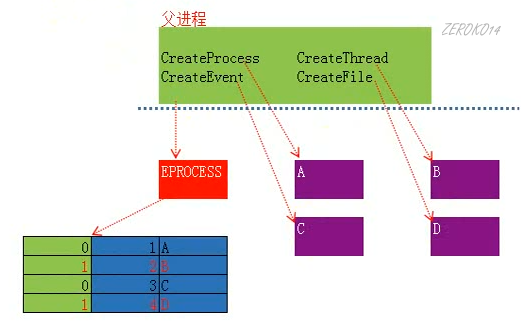 父进程
ZEROK014
CreateProcess CreateThread
CreateEvent CreateFile
EPROCESS
A
B
C
D
0 1 A
1 2 B
0 3 C
1 4 D